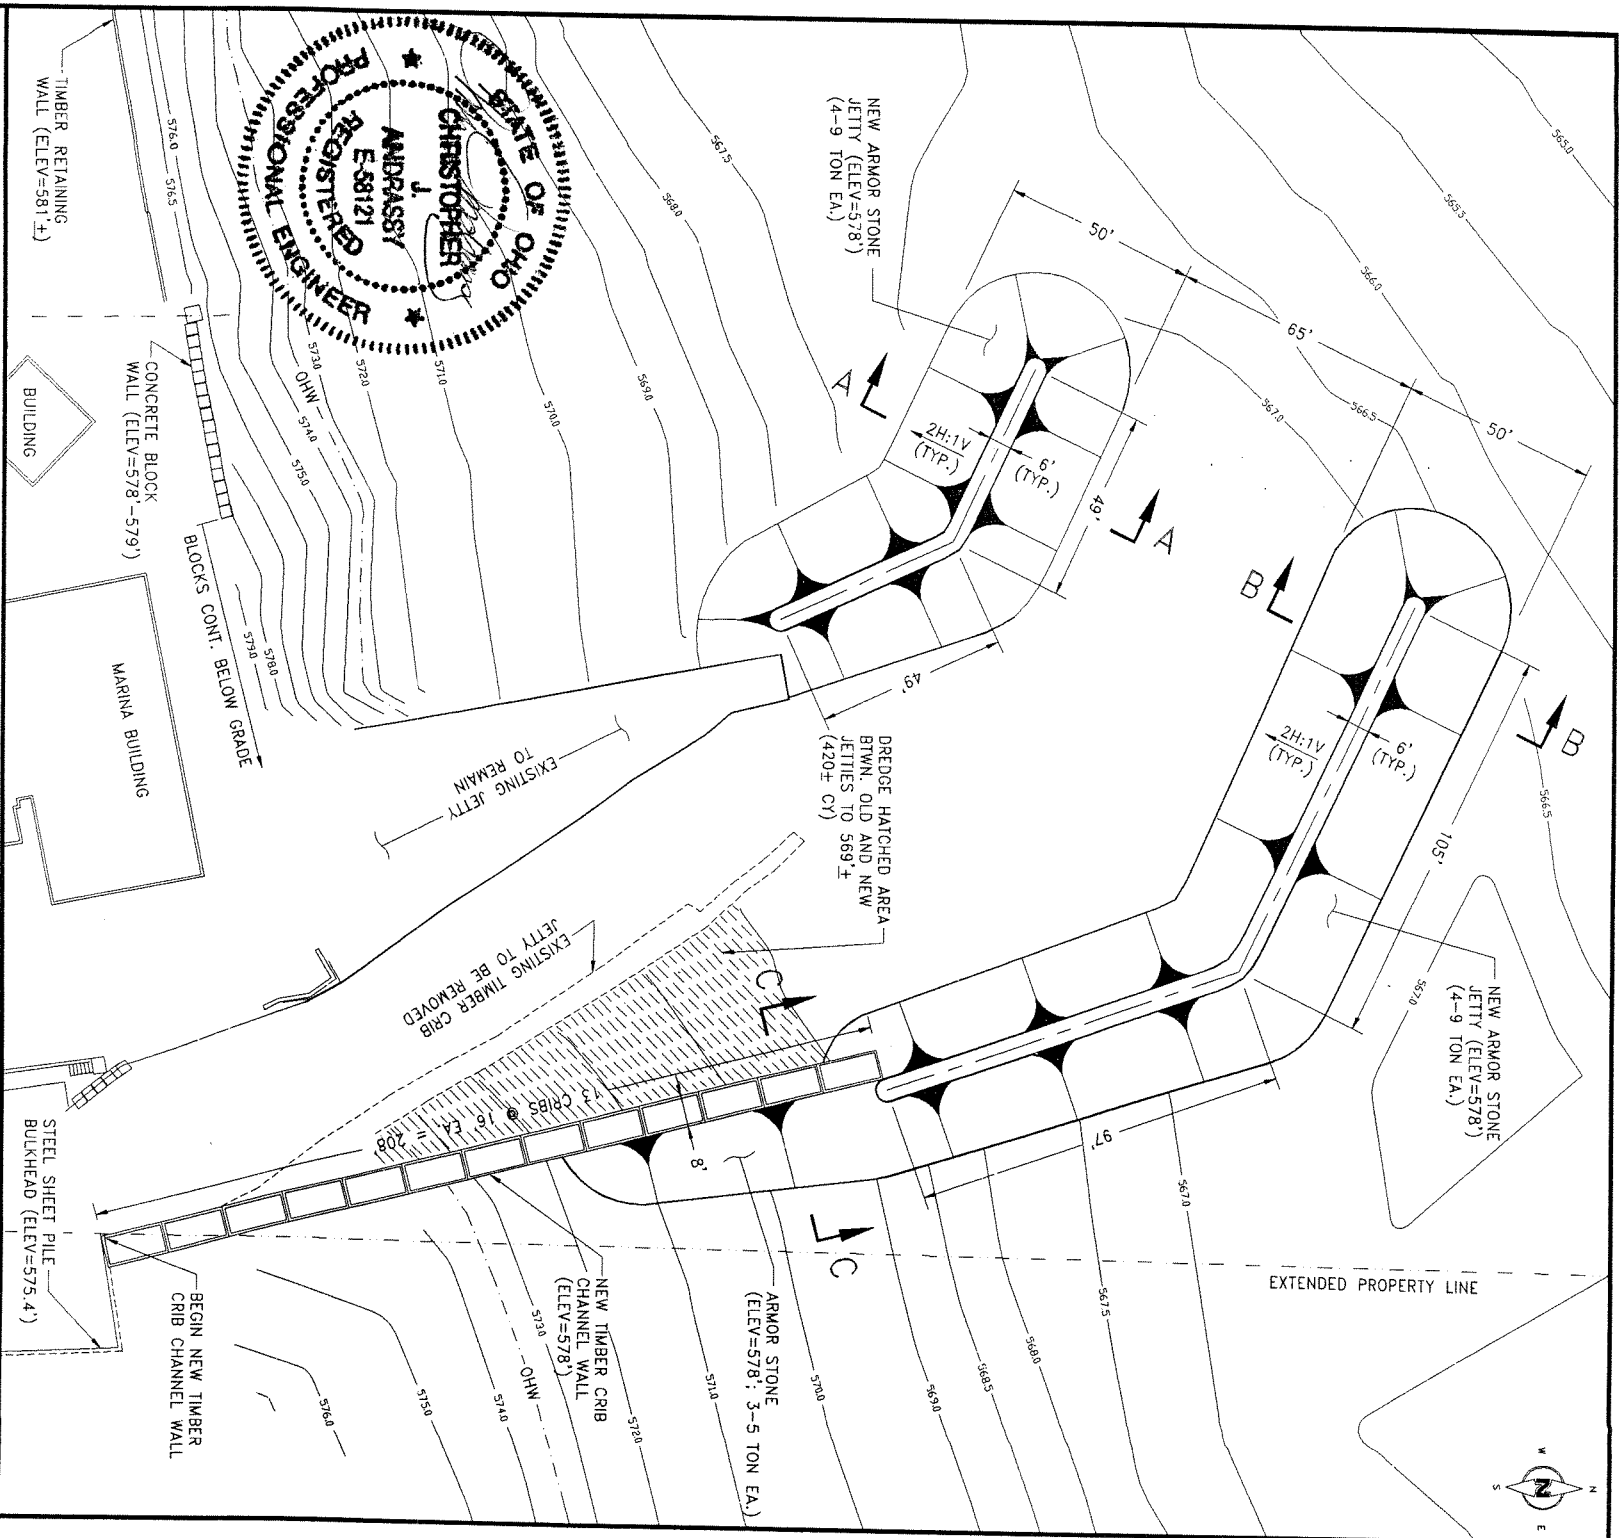 TIMBER RETAINING
WALL (ELEV=581'±)
576.0
576.5
STATE OF OHIO
CHRISTOPHER
J.
ANDRASSY
E-58121
REGISTERED
PROFESSIONAL ENGINEER
CONCRETE BLOCK
WALL (ELEV=578'-579')
BUILDING
MARINA BUILDING
BLOCKS CONT. BELOW GRADE
579.0
578.0
575.0
574.0
OHW
573.0
572.0
571.0
570.0
569.0
568.0
567.5
NEW ARMOR STONE
JETTY (ELEV=578')
(4-9 TON EA.)
565.0
565.5
566.0
566.5
567.0
50'
65'
50'
A
A
2H:1V
(TYP.)
6'
(TYP.)
49'
49'
B
B
2H:1V
(TYP.)
6'
(TYP.)
105'
566.5
567.0
NEW ARMOR STONE
JETTY (ELEV=578')
(4-9 TON EA.)
EXISTING JETTY
TO REMAIN
DREDGE HATCHED AREA
BTWN. OLD AND NEW
JETTIES TO 569'±
(420± CY)
EXISTING TIMBER CRIB
JETTY TO BE REMOVED
C
C
13 CRIBS @ 16' EA. = 208'
8'
97'
STEEL SHEET PILE
BULKHEAD (ELEV=575.4')
BEGIN NEW TIMBER
CRIB CHANNEL WALL
NEW TIMBER CRIB
CHANNEL WALL
(ELEV=578')
ARMOR STONE
(ELEV=578'; 3-5 TON EA.)
EXTENDED PROPERTY LINE
576.0
575.0
574.0
OHW
573.0
572.0
571.0
570.0
569.0
568.5
568.0
567.5
567.0
N
W
N
S
E